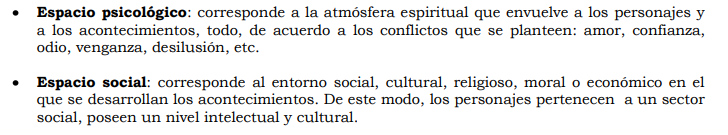 • Espacio psicológico: corresponde a la atmósfera espiritual que envuelve a los personajes y
a los acontecimientos, todo, de acuerdo a los conflictos que se planteen: amor, confianza,
odio, venganza, desilusión, etc.
• Espacio social: corresponde al entorno social, cultural, religioso, moral o económico en el
que se desarrollan los acontecimientos. De este modo, los personajes pertenecen a un sector
social, poseen un nivel intelectual y cultural.